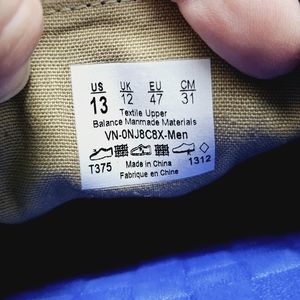 US UK EU CM
13 12 47 31
Textile Upper
Balance Manmade Materials
VN-0NJ8C8X-Men
T375 1312
Made in China
Fabrique en Chine